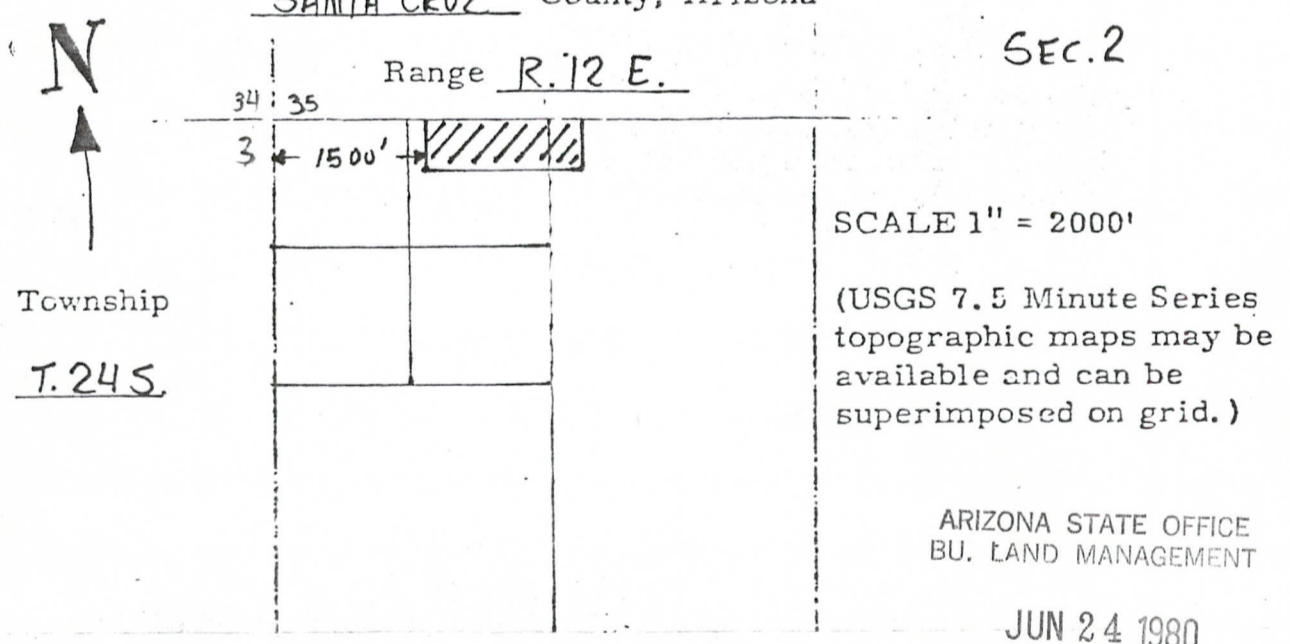 SANTA CRUZ County, Arizona
N
SEC. 2
Range R. 12 E.
34 35
3 1500'
SCALE 1" = 2000'
Township
(USGS 7.5 Minute Series
topographic maps may be
T. 24 S.
available and can be
superimposed on grid.)
ARIZONA STATE OFFICE
BU. LAND MANAGEMENT
JUN 24 1980